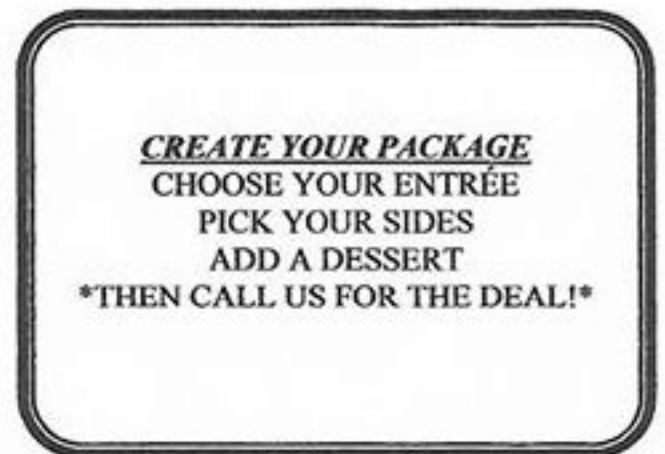 CREATE YOUR PACKAGE
CHOOSE YOUR ENTRÉE
PICK YOUR SIDES
ADD A DESSERT
*THEN CALL US FOR THE DEAL!*